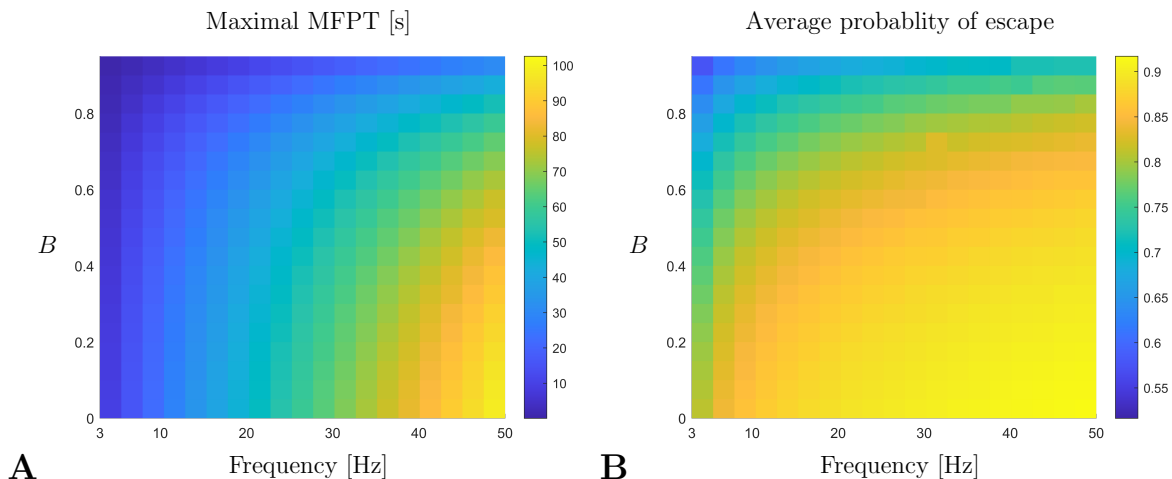 Maximal MFPT [s]
B
0.8
0.6
0.4
0.2
0
3 10 20 30 40 50
Frequency [Hz]
100
90
80
70
60
50
40
30
20
10
A
Average probablity of escape
B
0.8
0.6
0.4
0.2
0
3 10 20 30 40 50
Frequency [Hz]
0.9
0.85
0.8
0.75
0.7
0.65
0.6
0.55
B